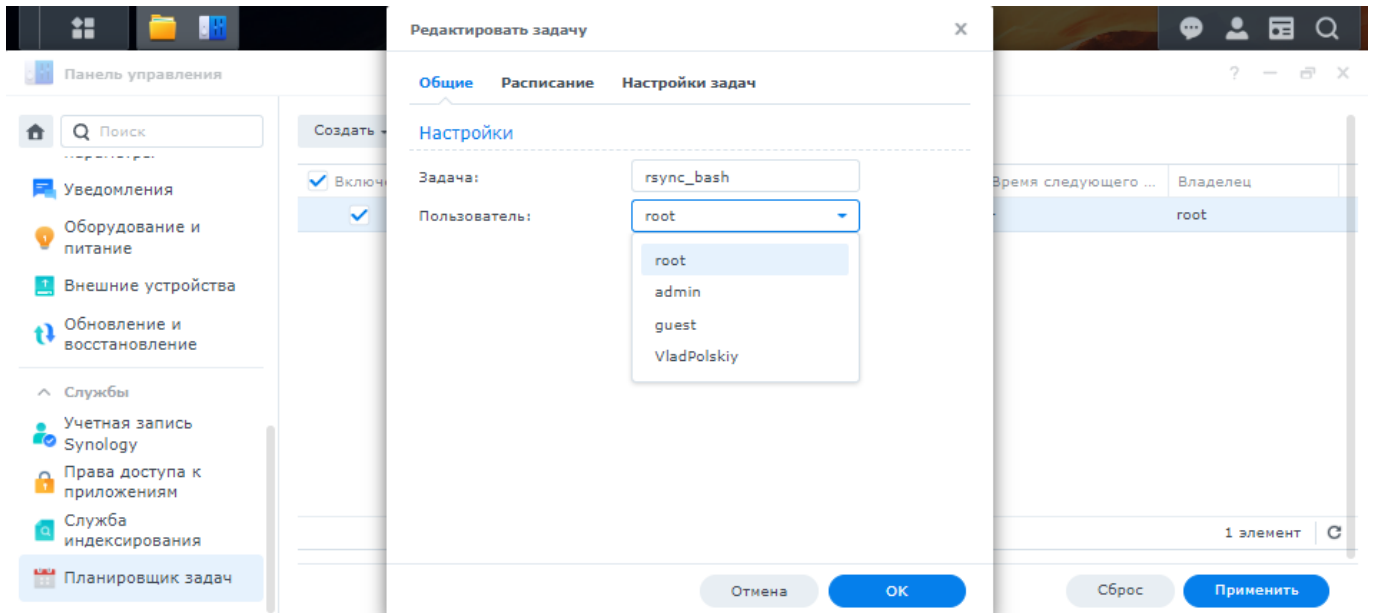 Редактировать задачу
Панель управления
Общие Расписание Настройки задач
Поиск
Создать
Настройки
Уведомления
Задача: rsync_bash
Время следующего ... Владелец
Пользователь: root
root
Оборудование и
питание
root
admin
guest
VladPolskiy
Внешние устройства
Обновление и
восстановление
Службы
Учетная запись
Synology
Права доступа к
приложениям
Служба
индексирования
1 элемент
Планировщик задач
Отмена OK
Сброс Применить